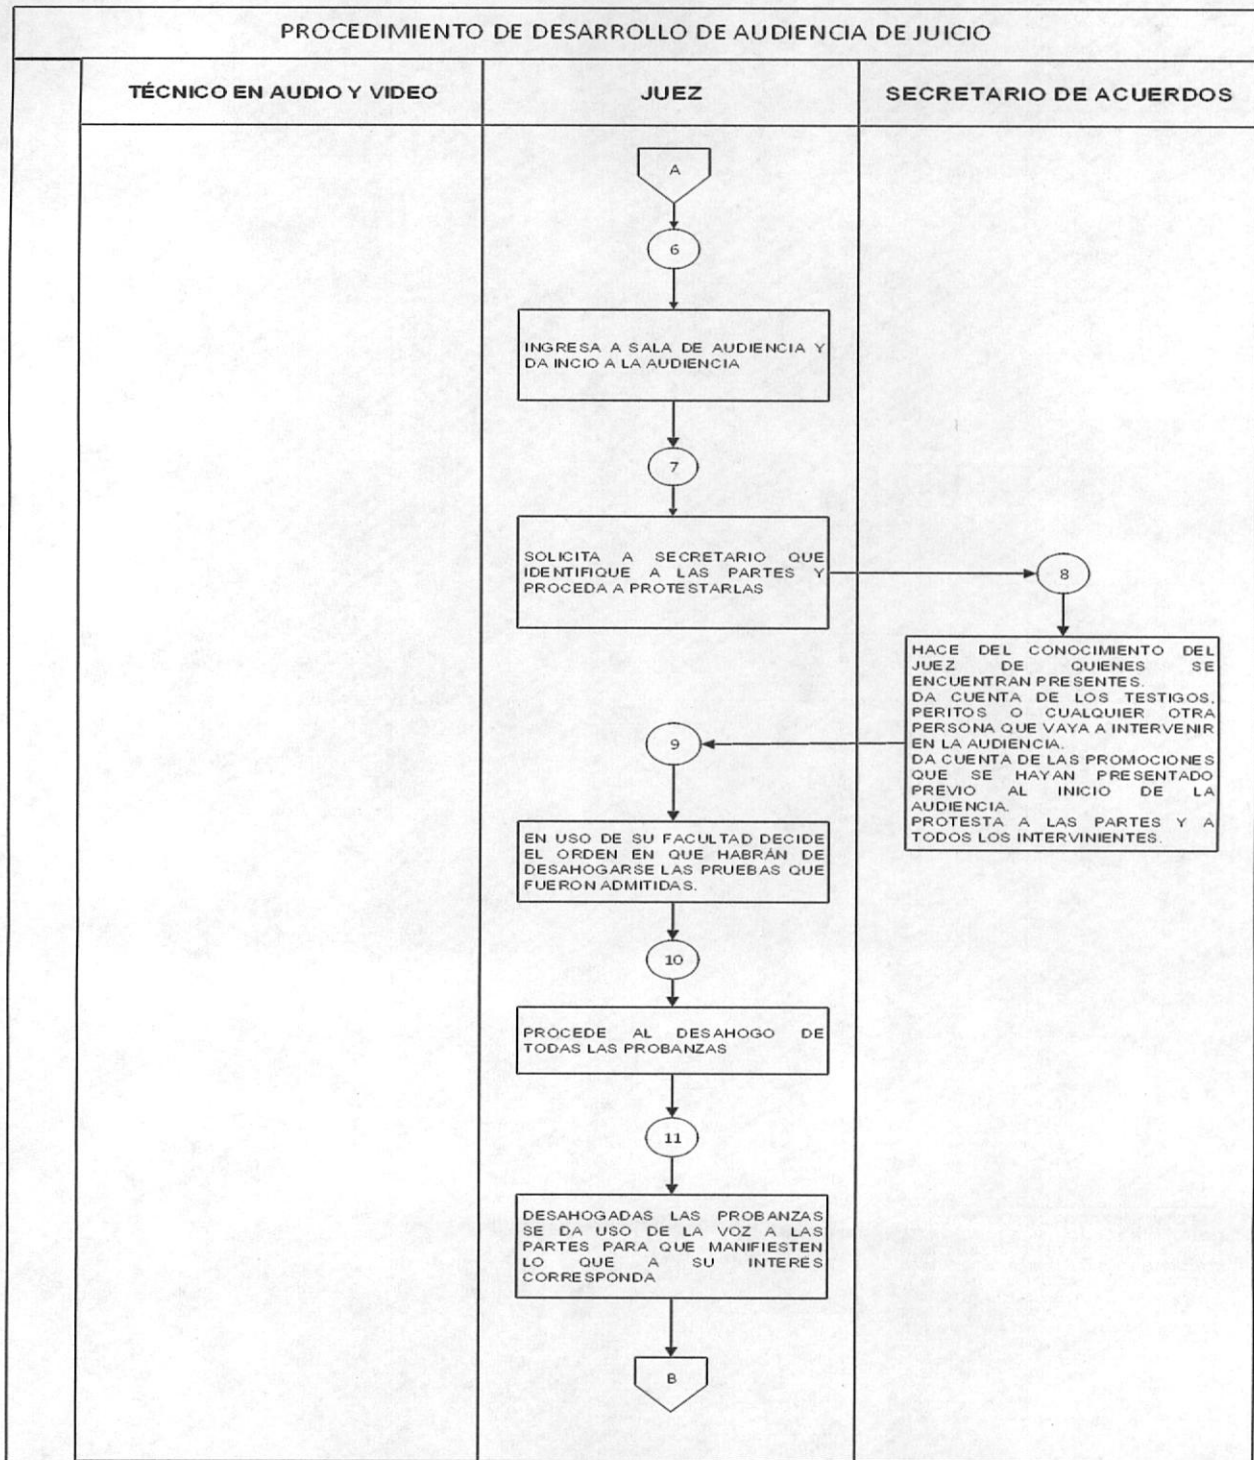 PROCEDIMIENTO DE DESARROLLO DE AUDIENCIA DE JUICIO
TÉCNICO EN AUDIO Y VIDEO
JUEZ
SECRETARIO DE ACUERDOS
A
6
INGRESA A SALA DE AUDIENCIA Y
DA INCIO A LA AUDIENCIA
7
SOLICITA A SECRETARIO QUE
IDENTIFIQUE A LAS PARTES Y
PROCEDA A PROTESTARLAS
8
HACE DEL CONOCIMIENTO DEL
JUEZ DE QUIENES SE
ENCUENTRAN PRESENTES.
DA CUENTA DE LOS TESTIGOS,
PERITOS O CUALQUIER OTRA
PERSONA QUE VAYA A INTERVENIR
EN LA AUDIENCIA.
DA CUENTA DE LAS PROMOCIONES
QUE SE HAYAN PRESENTADO
PREVIO AL INICIO DE LA
AUDIENCIA.
PROTESTA A LAS PARTES Y A
TODOS LOS INTERVINIENTES.
9
EN USO DE SU FACULTAD DECIDE
EL ORDEN EN QUE HABRÁN DE
DESAHOGARSE LAS PRUEBAS QUE
FUERON ADMITIDAS.
10
PROCEDE AL DESAHOGO DE
TODAS LAS PROBANZAS
11
DESAHOGADAS LAS PROBANZAS
SE DA USO DE LA VOZ A LAS
PARTES PARA QUE MANIFIESTEN
LO QUE A SU INTERES
CORRESPONDA
B